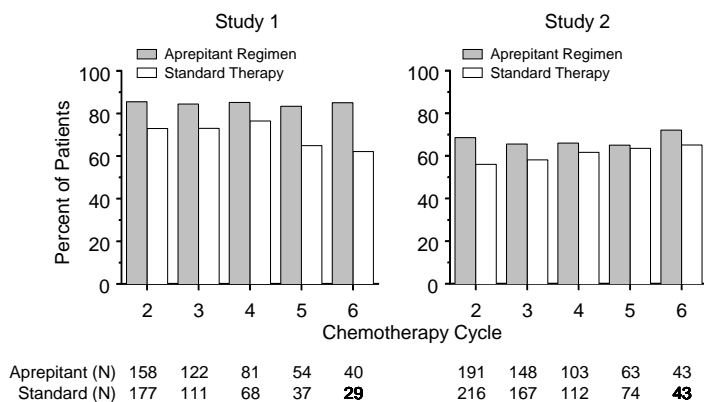 Study 1 Study 2
Aprepitant Regimen Aprepitant Regimen
Standard Therapy Standard Therapy
Percent of Patients
100 100
80 80
60 60
40 40
20 20
0 0
2 3 4 5 6 2 3 4 5 6
Chemotherapy Cycle
Aprepitant (N) 158 122 81 54 40 191 148 103 63 43
Standard (N) 177 111 68 37 29 216 167 112 74 43